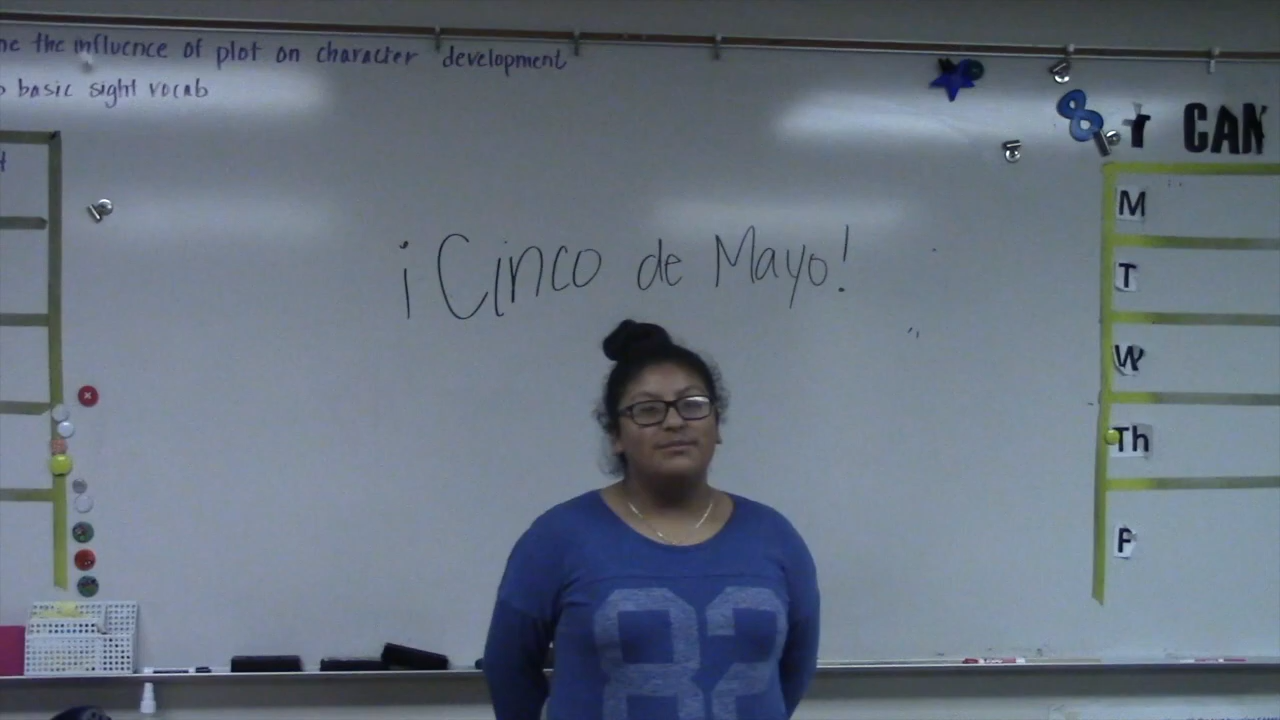 the influence of plot on character development
basic sight vocab
I CAN
¡Cinco de Mayo!
M
T
W
Th
F
82